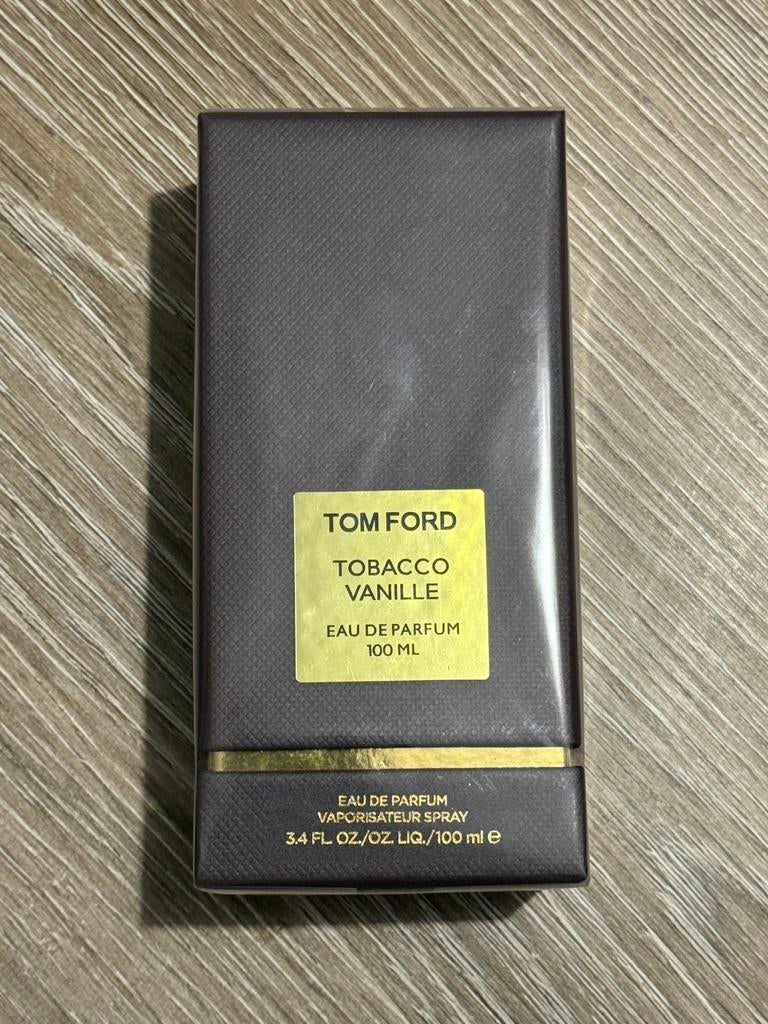 TOM FORD
TOBACCO
VANILLE
EAU DE PARFUM
100 ML
EAU DE PARFUM
VAPORISATEUR SPRAY
3.4 FL. OZ./OZ. LIQ./100 ml ℮